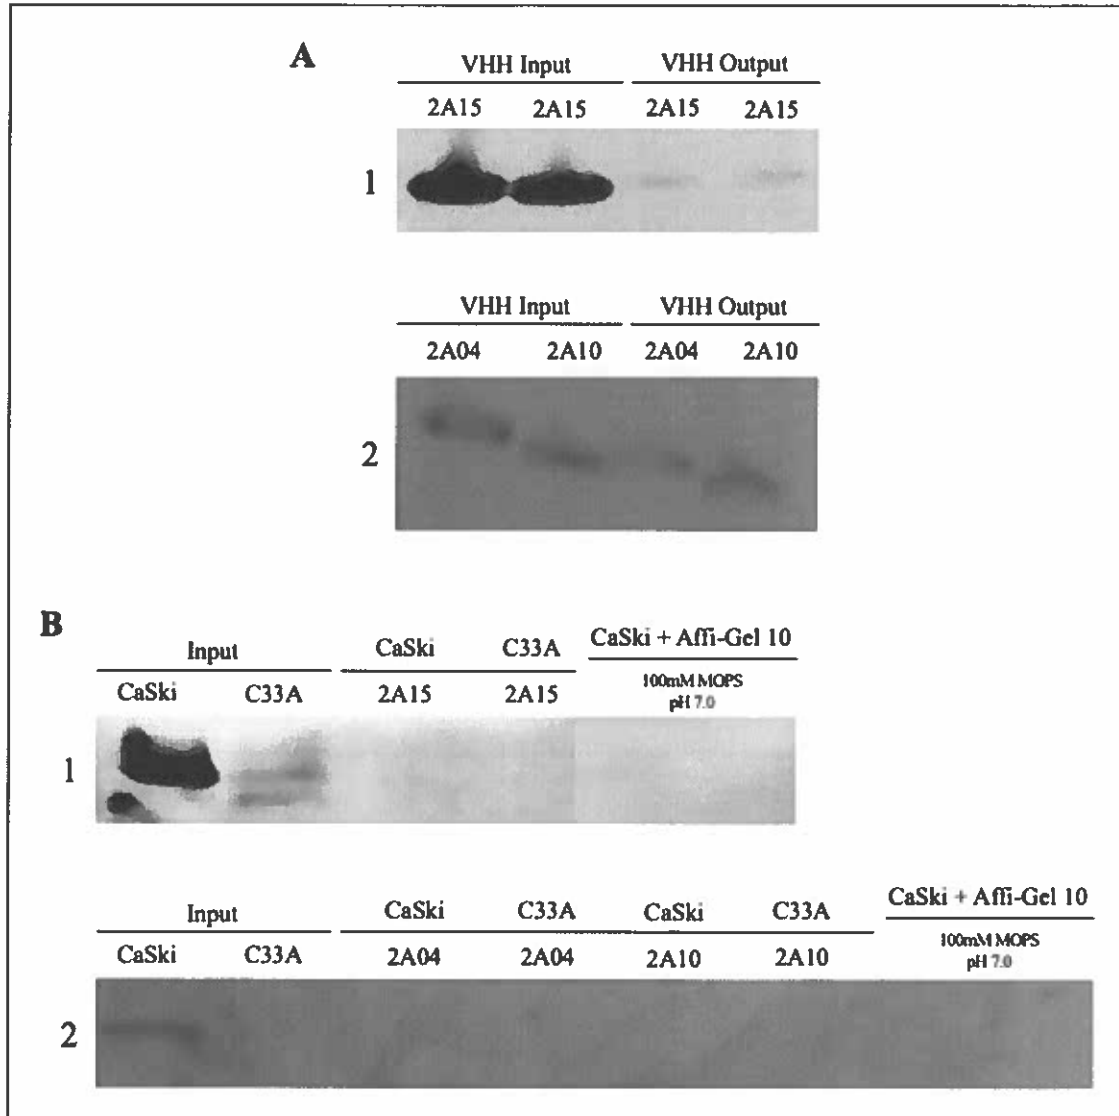 A
VHH Input VHH Output
2A15 2A15 2A15 2A15
1
VHH Input VHH Output
2A04 2A10 2A04 2A10
2
B
Input CaSki C33A CaSki + Affi-Gel 10
CaSki C33A 2A15 2A15 100mM MOPS
pH 7.0
1
Input CaSki C33A CaSki C33A CaSki + Affi-Gel 10
CaSki C33A 2A04 2A04 2A10 2A10 100mM MOPS
pH 7.0
2